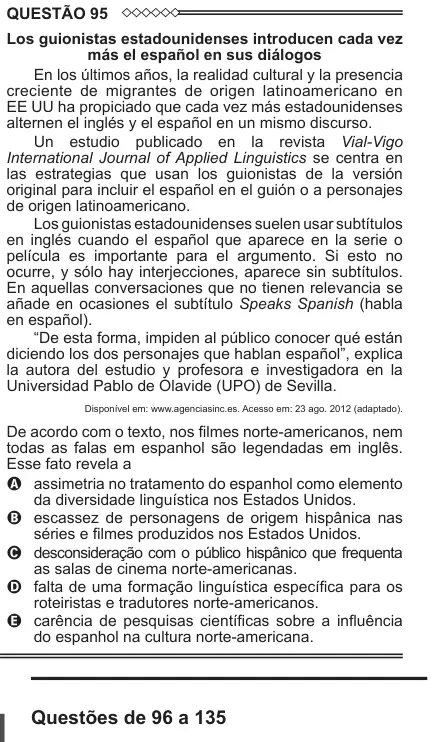 QUESTÃO 95
Los guionistas estadounidenses introducen cada vez
más el español en sus diálogos
En los últimos años, la realidad cultural y la presencia
creciente de migrantes de origen latinoamericano en
EE UU ha propiciado que cada vez más estadounidenses
alternen el inglés y el español en un mismo discurso.
Un estudio publicado en la revista Vial-Vigo
International Journal of Applied Linguistics se centra en
las estrategias que usan los guionistas de la versión
original para incluir el español en el guión o a personajes
de origen latinoamericano.
Los guionistas estadounidenses suelen usar subtítulos
en inglés cuando el español que aparece en la serie o
película es importante para el argumento. Si esto no
ocurre, y sólo hay interjecciones, aparece sin subtítulos.
En aquellas conversaciones que no tienen relevancia se
añade en ocasiones el subtítulo Speaks Spanish (habla
en español).
“De esta forma, impiden al público conocer qué están
diciendo los dos personajes que hablan español”, explica
la autora del estudio y profesora e investigadora en la
Universidad Pablo de Olavide (UPO) de Sevilla.
Disponível em: www.agenciasinc.es. Acesso em: 23 ago. 2012 (adaptado).
De acordo com o texto, nos filmes norte-americanos, nem
todas as falas em espanhol são legendadas em inglês.
Esse fato revela a
A assimetria no tratamento do espanhol como elemento
da diversidade linguística nos Estados Unidos.
B escassez de personagens de origem hispânica nas
séries e filmes produzidos nos Estados Unidos.
C desconsideração com o público hispânico que frequenta
as salas de cinema norte-americanas.
D falta de uma formação linguística específica para os
roteiristas e tradutores norte-americanos.
E carência de pesquisas científicas sobre a influência
do espanhol na cultura norte-americana.
Questões de 96 a 135